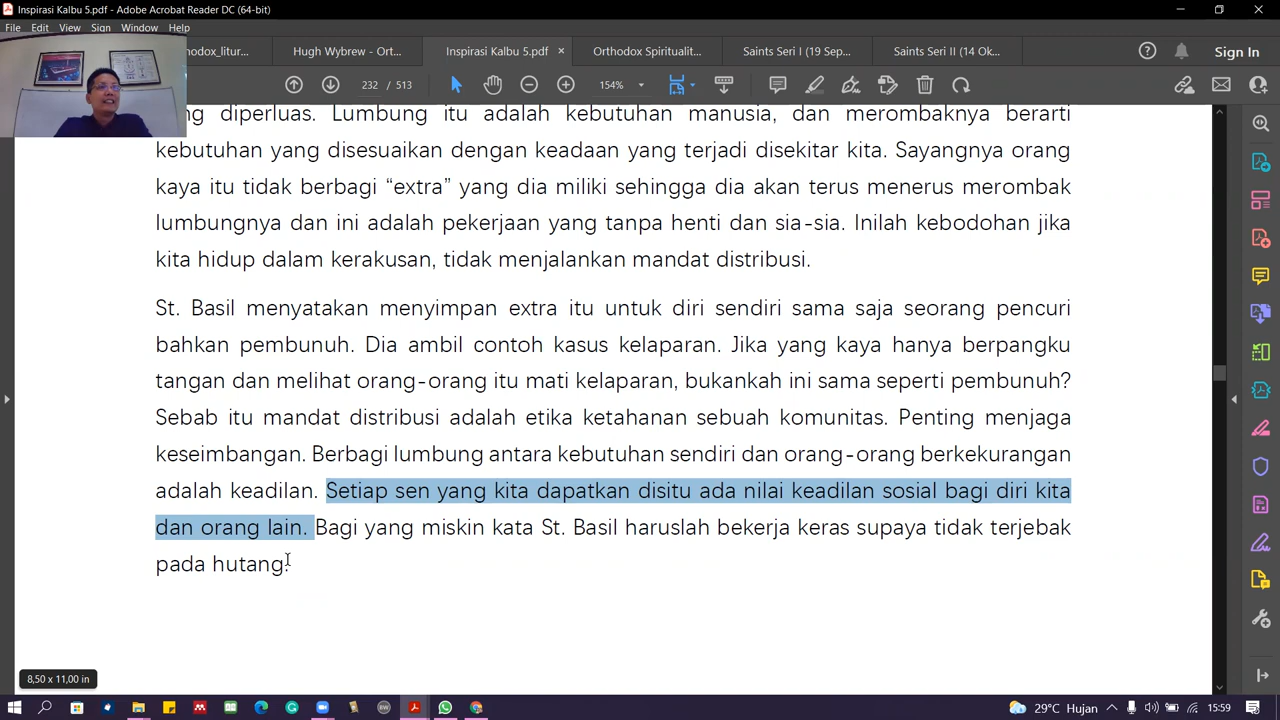 Inspirasi Kalbu 5.pdf - Adobe Acrobat Reader DC (64-bit)
File Edit View Sign Window Help
Hugh Wybrew - Ort... Inspirasi Kalbu 5.pdf × Orthodox Spiritualit... Saints Seri I (19 Sep... Saints Seri II (14 Ok... Sign In
232 / 513 154%
diperluas. Lumbung itu adalah kebutuhan manusia, dan merombaknya berarti
kebutuhan yang disesuaikan dengan keadaan yang terjadi disekitar kita. Sayangnya orang
kaya itu tidak berbagi “extra” yang dia miliki sehingga dia akan terus menerus merombak
lumbungnya dan ini adalah pekerjaan yang tanpa henti dan sia-sia. Inilah kebodohan jika
kita hidup dalam kerakusan, tidak menjalankan mandat distribusi.
St. Basil menyatakan menyimpan extra itu untuk diri sendiri sama saja seorang pencuri
bahkan pembunuh. Dia ambil contoh kasus kelaparan. Jika yang kaya hanya berpangku
tangan dan melihat orang-orang itu mati kelaparan, bukankah ini sama seperti pembunuh?
Sebab itu mandat distribusi adalah etika ketahanan sebuah komunitas. Penting menjaga
keseimbangan. Berbagi lumbung antara kebutuhan sendiri dan orang-orang berkekurangan
adalah keadilan. Setiap sen yang kita dapatkan disitu ada nilai keadilan sosial bagi diri kita
dan orang lain. Bagi yang miskin kata St. Basil haruslah bekerja keras supaya tidak terjebak
pada hutang.
8,50 x 11,00 in
29°C Hujan 15:59